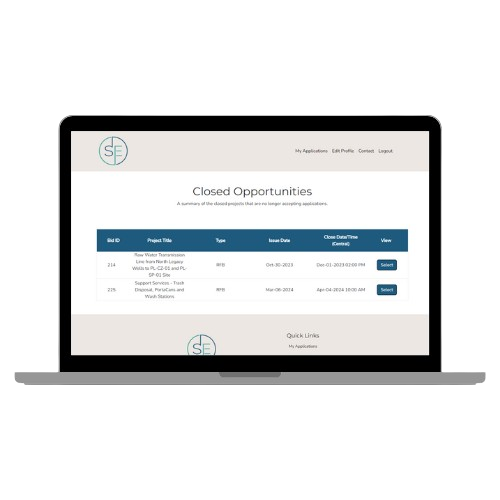 SE
My Applications Edit Profile Contact Logout
Closed Opportunities
A summary of the closed projects that are no longer accepting applications.
Bid ID Project Title Type Issue Date Close Date/Time (Central) View
Raw Water Transmission
Line from North Legacy
Wells to PL-CZ-01 and PL-
SP-01 Site
214 RFB Oct-30-2023 Dec-01-2023 02:00 PM Select
Support Services - Trash
Disposal, PortaCans and
Wash Stations
225 RFB Mar-06-2024 Apr-04-2024 10:00 AM Select
SE
Quick Links
My Applications